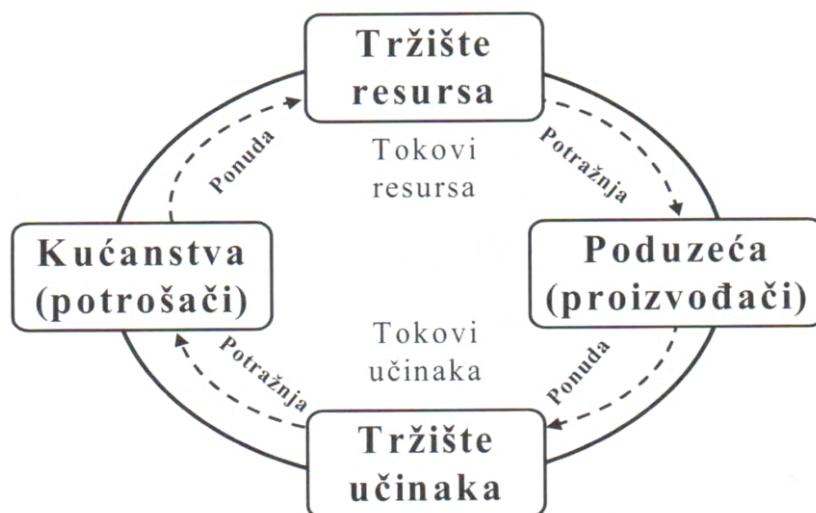 Tržište
resursa
Ponuda
Tokovi
resursa
Potražnja
Kućanstva
(potrošači)
Poduzeća
(proizvođači)
Potražnja
Tokovi
učinaka
Ponuda
Tržište
učinaka